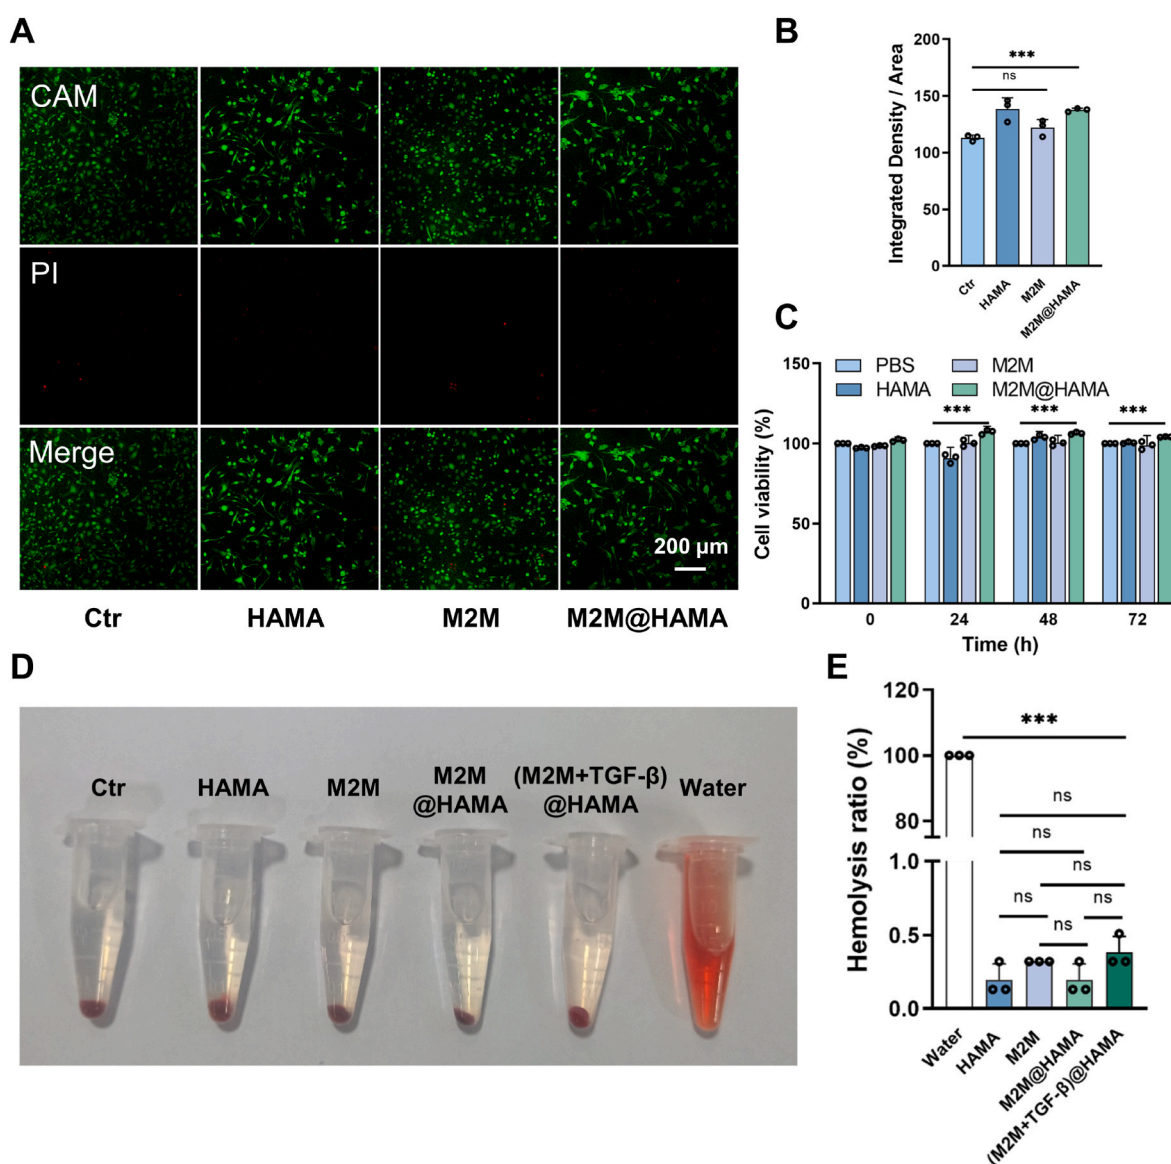 A
CAM
PI
Merge
200 μm
Ctr HAMA M2M M2M@HAMA
B
Integrated Density / Area
200
150
100
50
0
***
ns
Ctr HAMA M2M M2M@HAMA
C
PBS M2M
HAMA M2M@HAMA
Cell viability (%)
150
100
50
0
*** *** ***
0 24 48 72
Time (h)
D
Ctr HAMA M2M M2M @HAMA (M2M+TGF-β) @HAMA Water
E
Hemolysis ratio (%)
120
100
80
1.0
0.5
0.0
***
ns
ns
ns
ns
ns
ns
Water HAMA M2M M2M@HAMA (M2M+TGF-β)@HAMA